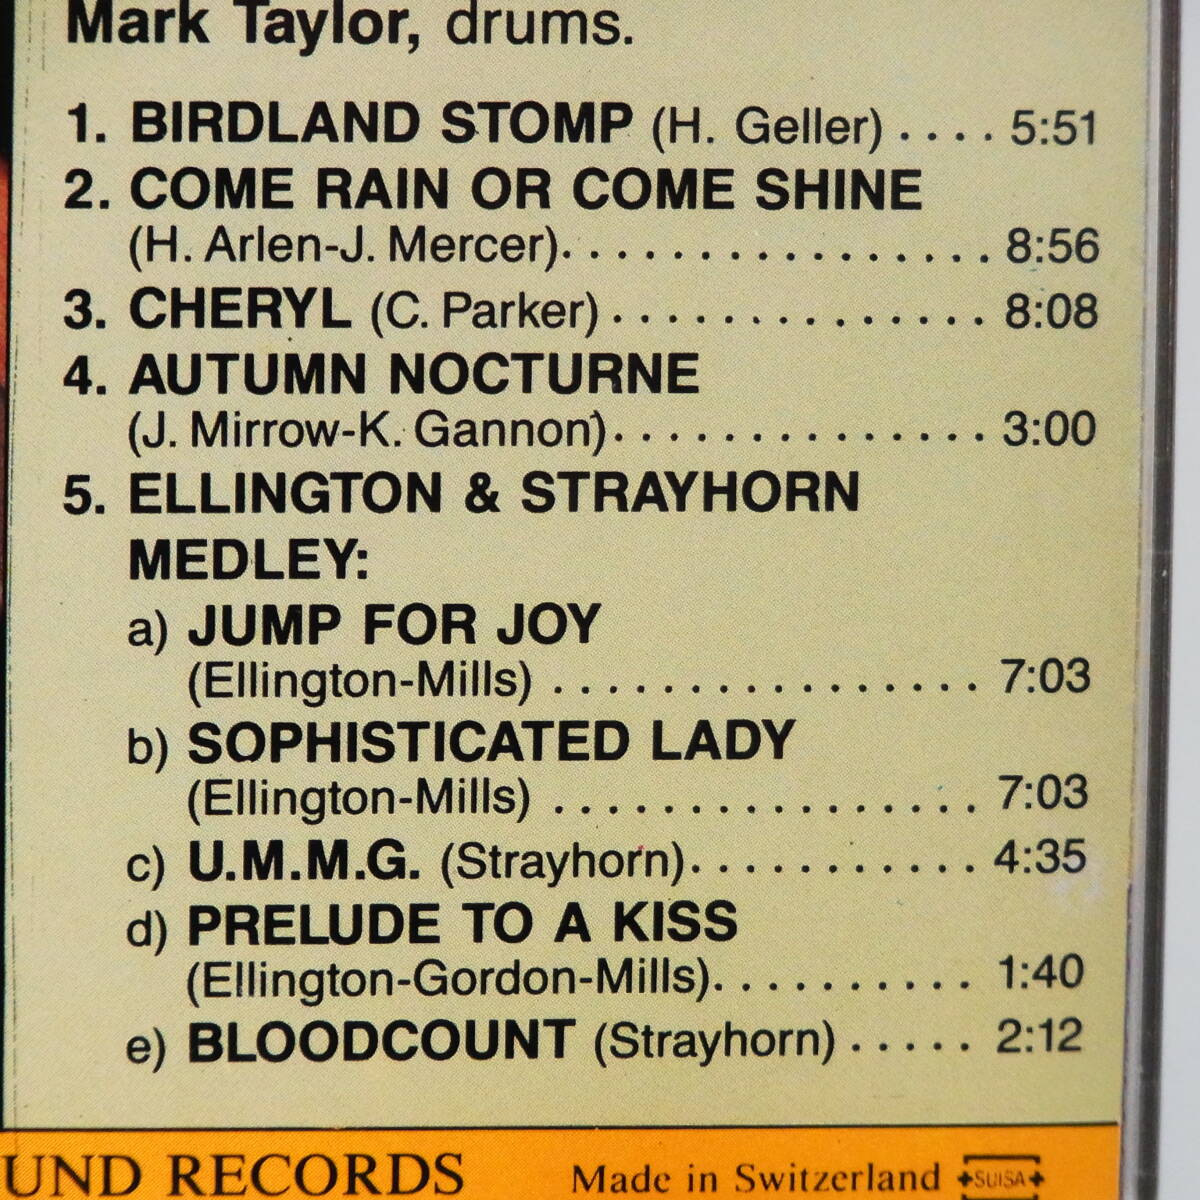 Mark Taylor, drums.
1. BIRDLAND STOMP (H. Geller) . . . . 5:51
2. COME RAIN OR COME SHINE
(H. Arlen-J. Mercer). . . . . . . . . . . . . . . . 8:56
3. CHERYL (C. Parker) . . . . . . . . . . . . . . 8:08
4. AUTUMN NOCTURNE
(J. Mirrow-K. Gannon). . . . . . . . . . . . . . 3:00
5. ELLINGTON & STRAYHORN
MEDLEY:
a) JUMP FOR JOY
(Ellington-Mills) . . . . . . . . . . . . . . . . 7:03
b) SOPHISTICATED LADY
(Ellington-Mills) . . . . . . . . . . . . . . . . 7:03
c) U.M.M.G. (Strayhorn). . . . . . . . . . . 4:35
d) PRELUDE TO A KISS
(Ellington-Gordon-Mills). . . . . . . . . . 1:40
e) BLOODCOUNT (Strayhorn) . . . . . 2:12
UND RECORDS Made in Switzerland SUISA